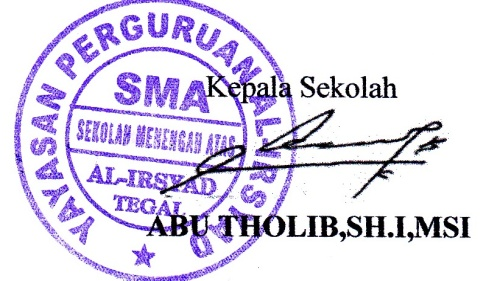 YAYASAN PERGURUAN AL-IRSYAD
SMA
SEKOLAH MENENGAH ATAS
AL-IRSYAD
TEGAL
Kepala Sekolah
ABU THOLIB,SH.I,MSI